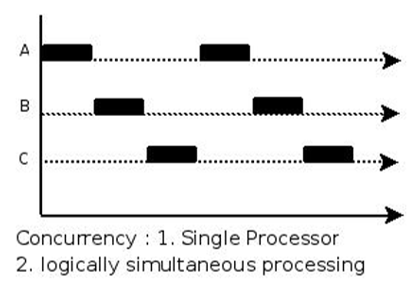 A
B
C
Concurrency : 1. Single Processor
2. logically simultaneous processing